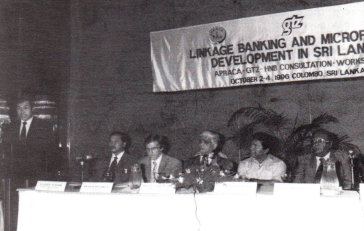 gtz
LINKAGE BANKING AND MICROF
DEVELOPMENT IN SRI LAN
APRACA-GTZ-HNB CONSULTATION-WORKS
OCTOBER 2-4, 1996 COLOMBO, SRI LANKA